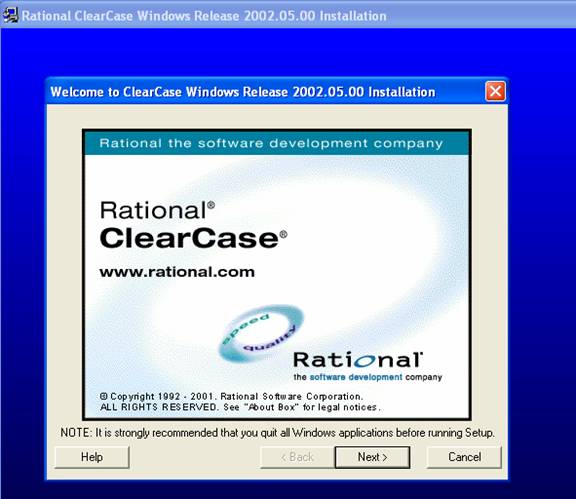 Rational ClearCase Windows Release 2002.05.00 Installation
Welcome to ClearCase Windows Release 2002.05.00 Installation
Rational the software development company
Rational®
ClearCase®
www.rational.com
speed
quality
Rational
the software development company
© Copyright 1992 - 2001. Rational Software Corporation.
ALL RIGHTS RESERVED. See "About Box" for legal notices.
NOTE: It is strongly recommended that you quit all Windows applications before running Setup.
Help
< Back
Next >
Cancel